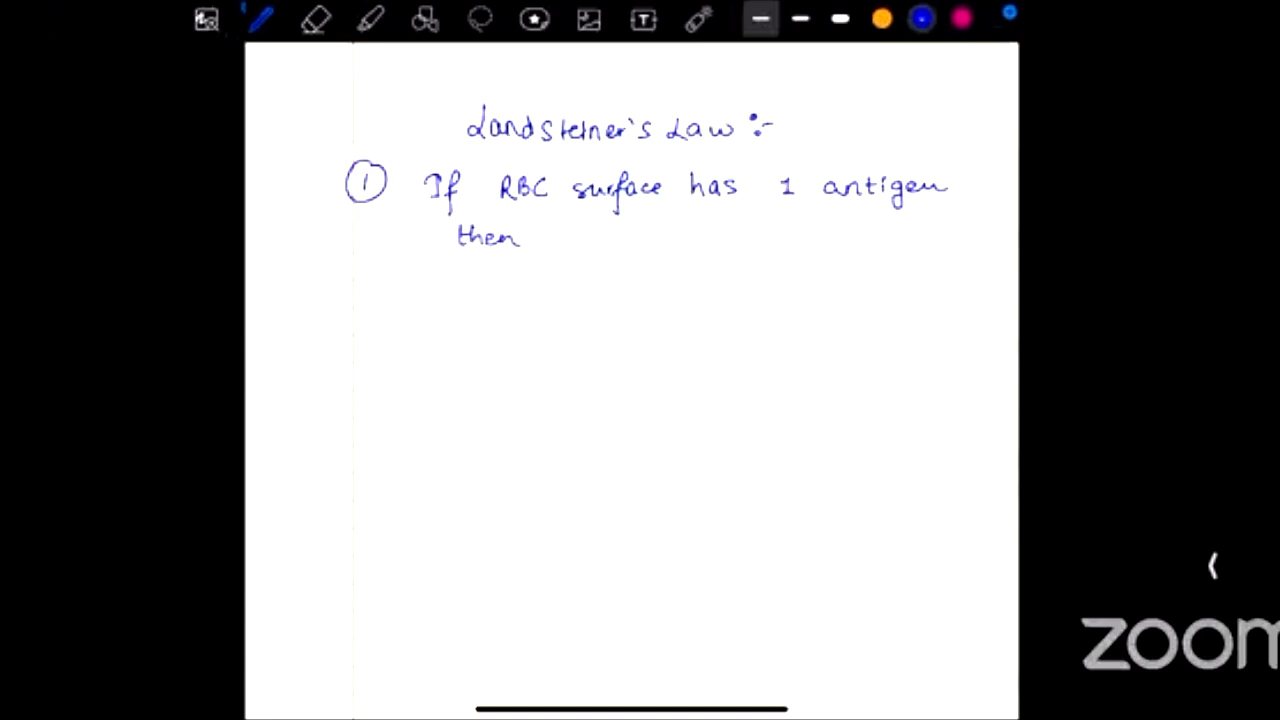 Landsteiner's Law :-
① If RBC surface has 1 antigen
then
zoom